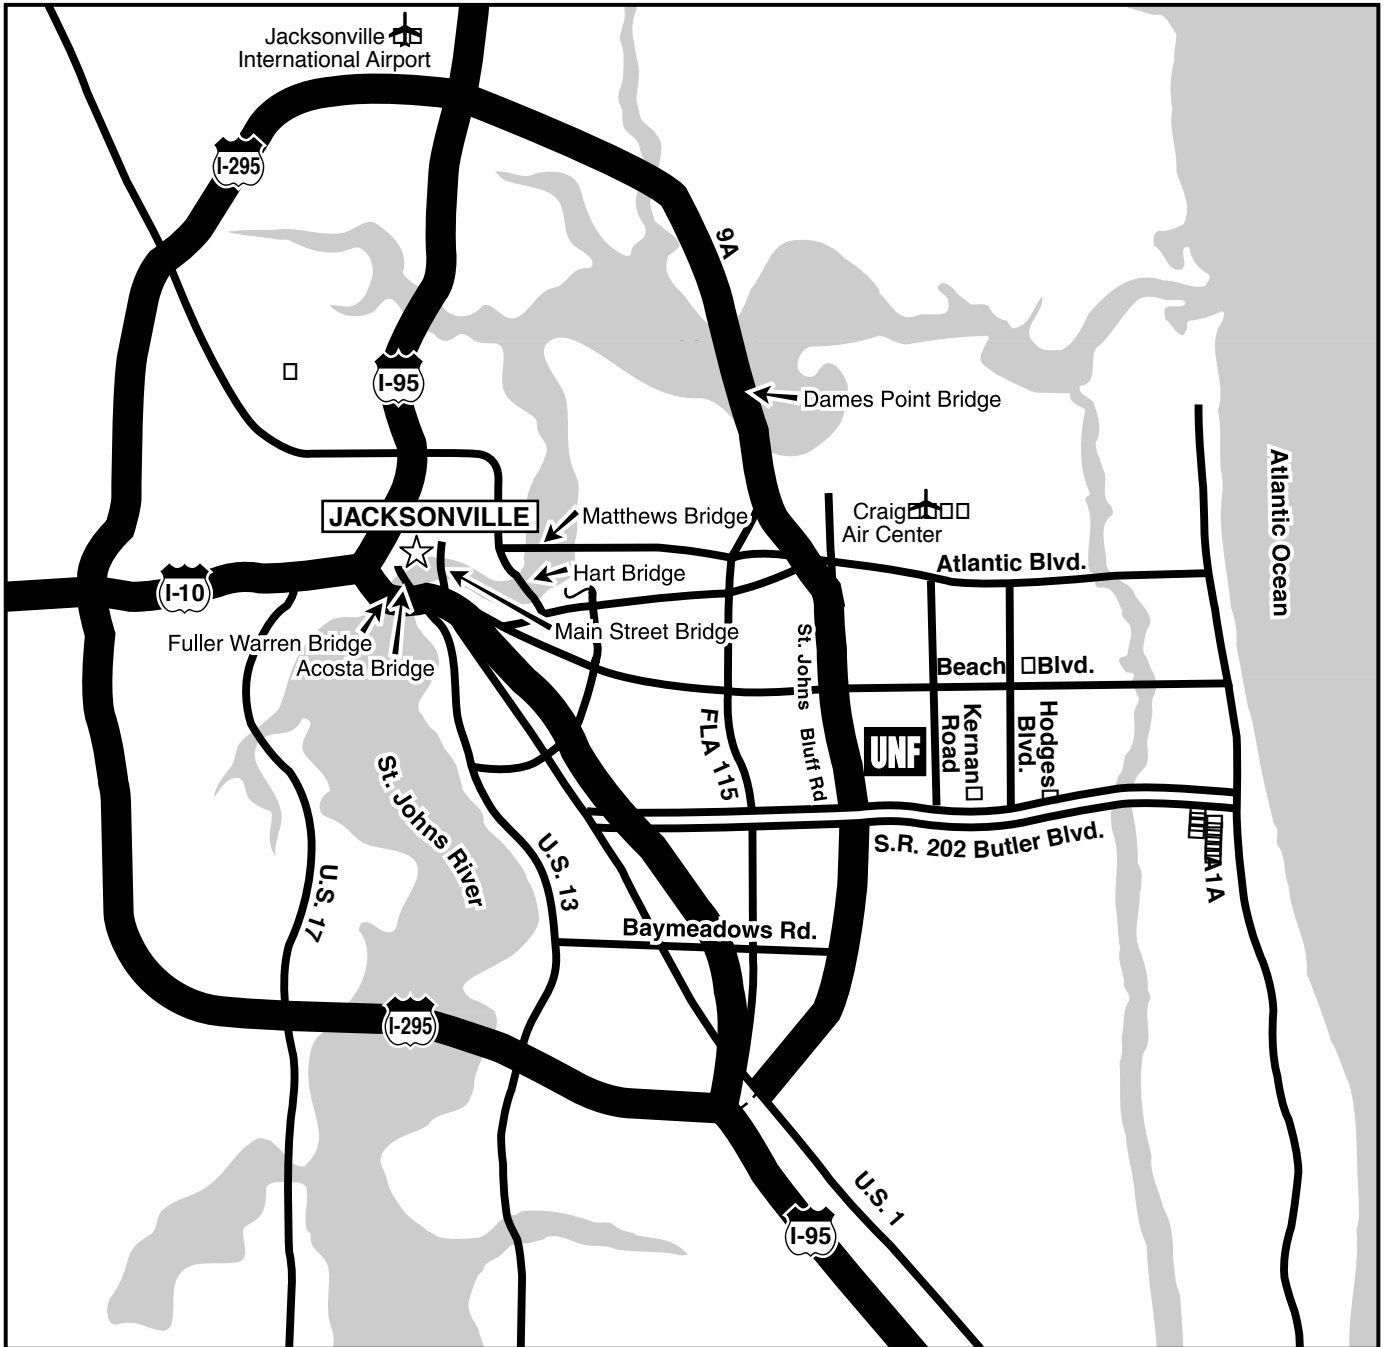 Jacksonville
International Airport
I-295
9A
I-95
Dames Point Bridge
Atlantic Ocean
JACKSONVILLE
Matthews Bridge
Craig
Air Center
Atlantic Blvd.
Hart Bridge
I-10
Fuller Warren Bridge
Main Street Bridge
Acosta Bridge
St. Johns Bluff Rd
Beach Blvd.
FLA 115
UNF
Kernan
Road
Hodges
Blvd.
St. Johns River
U.S. 13
S.R. 202 Butler Blvd.
A1A
U.S. 17
Baymeadows Rd.
I-295
U.S. 1
I-95